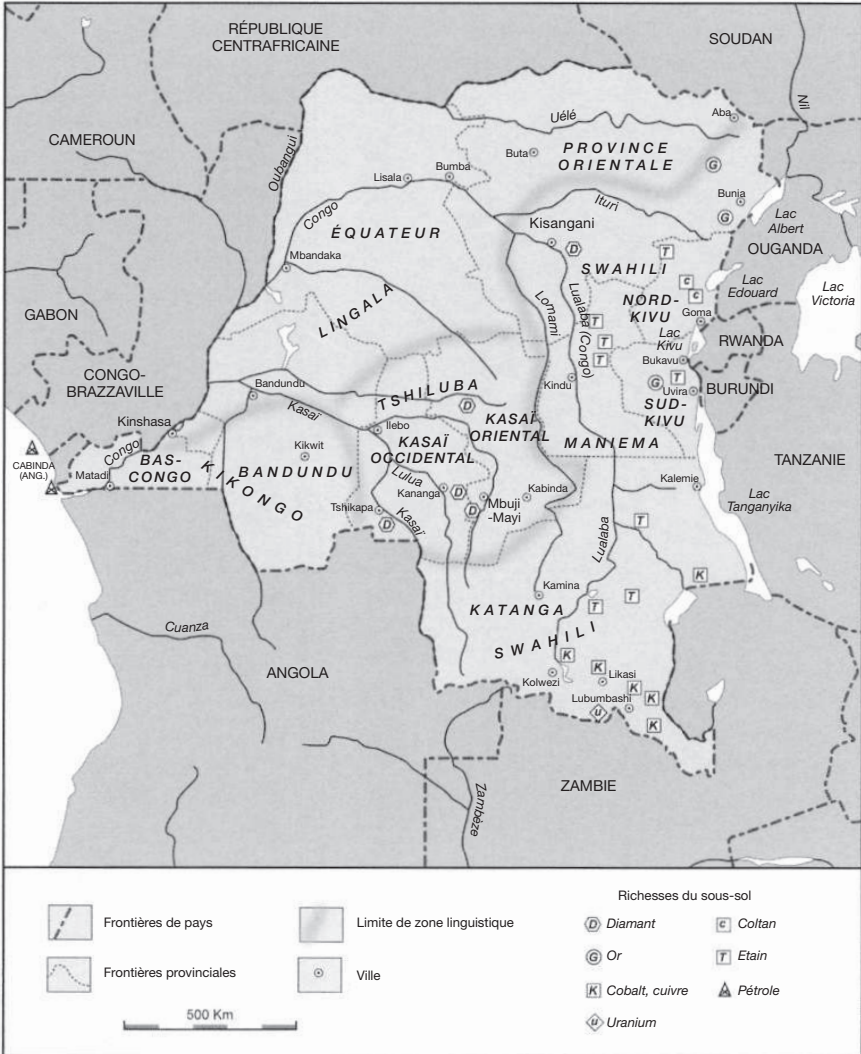 RÉPUBLIQUE
CENTRAFRICAINE
SOUDAN
Nil
CAMEROUN
Oubangui
Uélé
Aba
Buta
PROVINCE
ORIENTALE
G
Lisala
Bumba
Bunia
G
Congo
Ituri
Lac
Albert
ÉQUATEUR
Kisangani
D
OUGANDA
T
Mbandaka
SWAHILI
C
C
Lac
Edouard
Lac
Victoria
GABON
LINGALA
Lomami
Lualaba (Congo)
NORD-
KIVU
Goma
T
T
T
Lac
Kivu
RWANDA
CONGO-
BRAZZAVILLE
Bukavu
Bandundu
TSHILUBA
Kindu
G
T
Uvira
BURUNDI
Kasaï
D
SUD-
KIVU
Kinshasa
Ilebo
KASAÏ
ORIENTAL
KASAÏ
OCCIDENTAL
MANIEMA
Congo
BAS-
CONGO
Kikwit
CABINDA
(ANG.)
BANDUNDU
TANZANIE
Matadil
KIKONGO
Lulua
Kananga
D
D
Mbuji
-Mayi
Kabinda
Kalemie
Tshikapa
D
Kasaï
Lac
Tanganyika
T
Lualaba
K
Kamina
T
T
KATANGA
Cuanza
SWAHILI
ANGOLA
K
K
Kolwezi
Likasi
K
K
Lubumbashi
u
K
Zambèze
ZAMBIE
Richesses du sous-sol
Frontières de pays
Limite de zone linguistique
D Diamant
C Coltan
Frontières provinciales
Ville
G Or
T Etain
K Cobalt, cuivre
Pétrole
500 Km
u Uranium